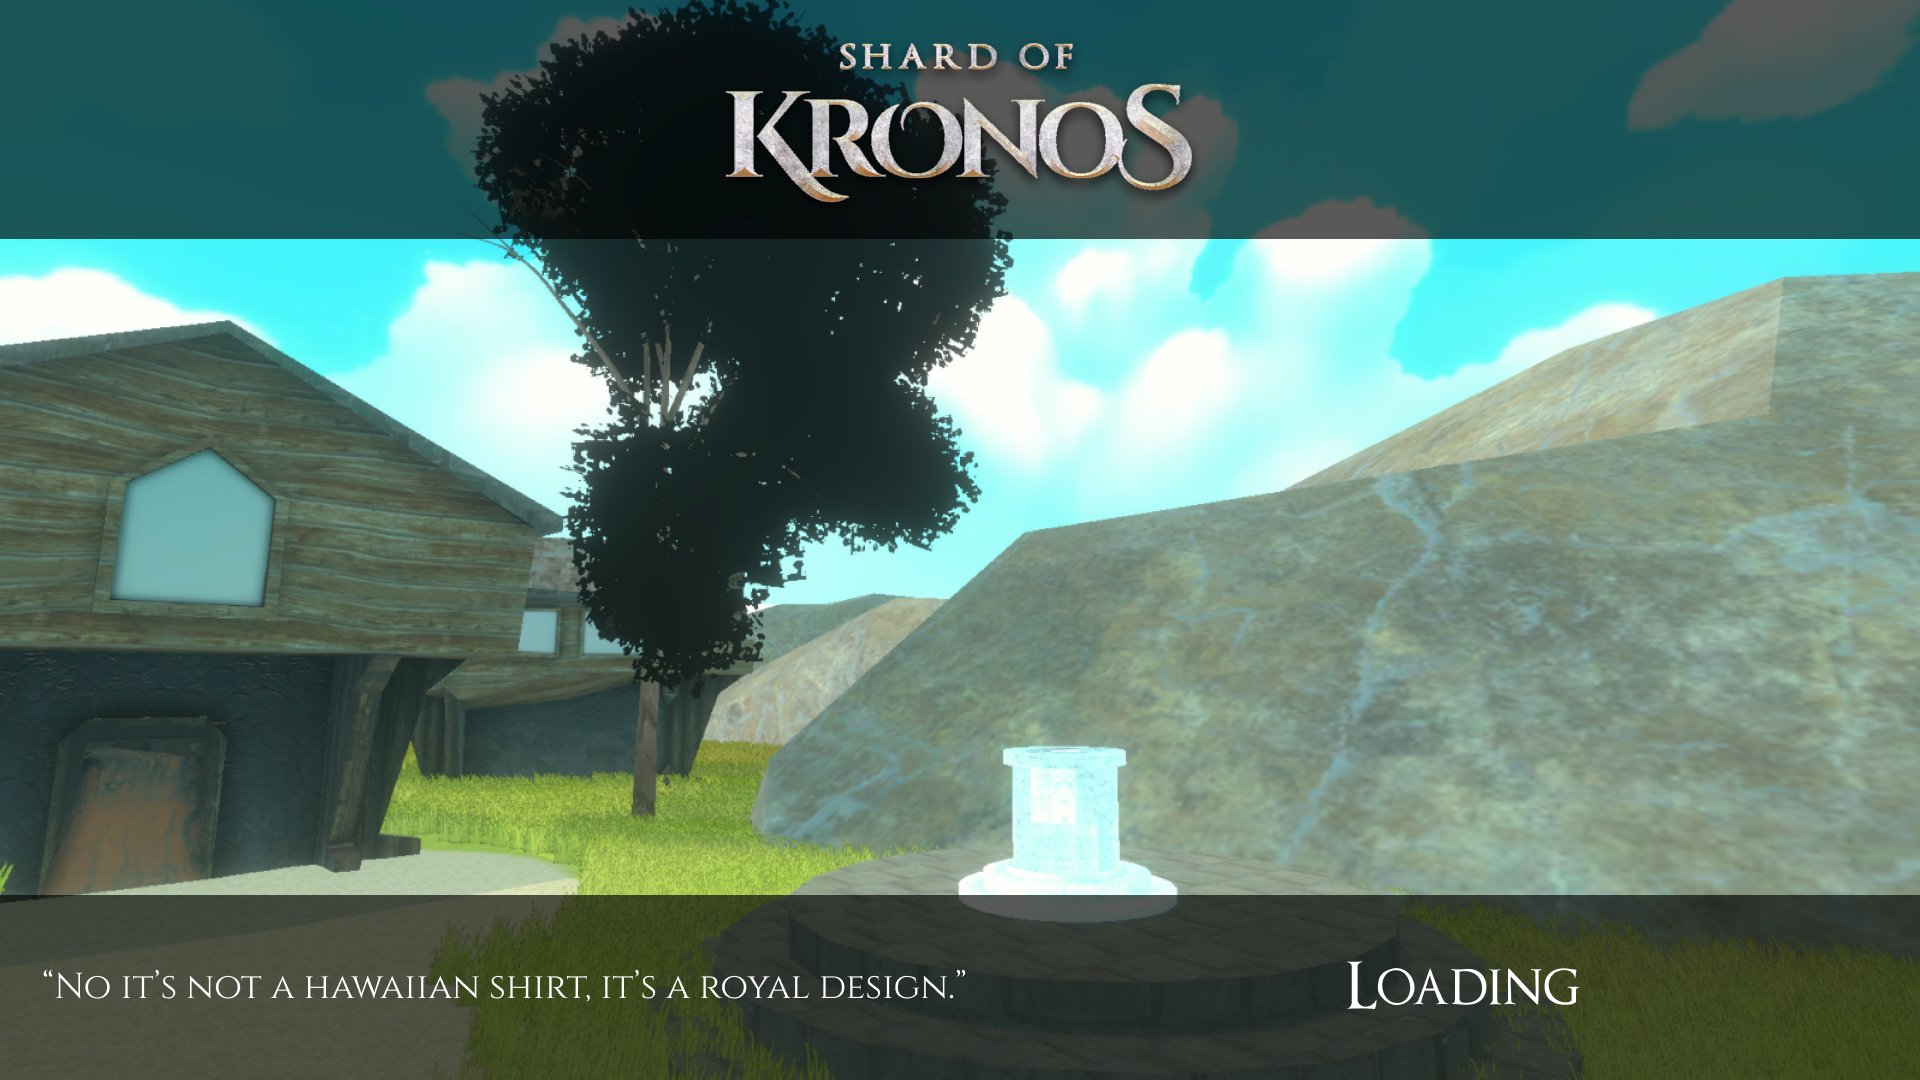 SHARD OF
KRONOS
“No it’s not a hawaiian shirt, it’s a royal design.”
Loading